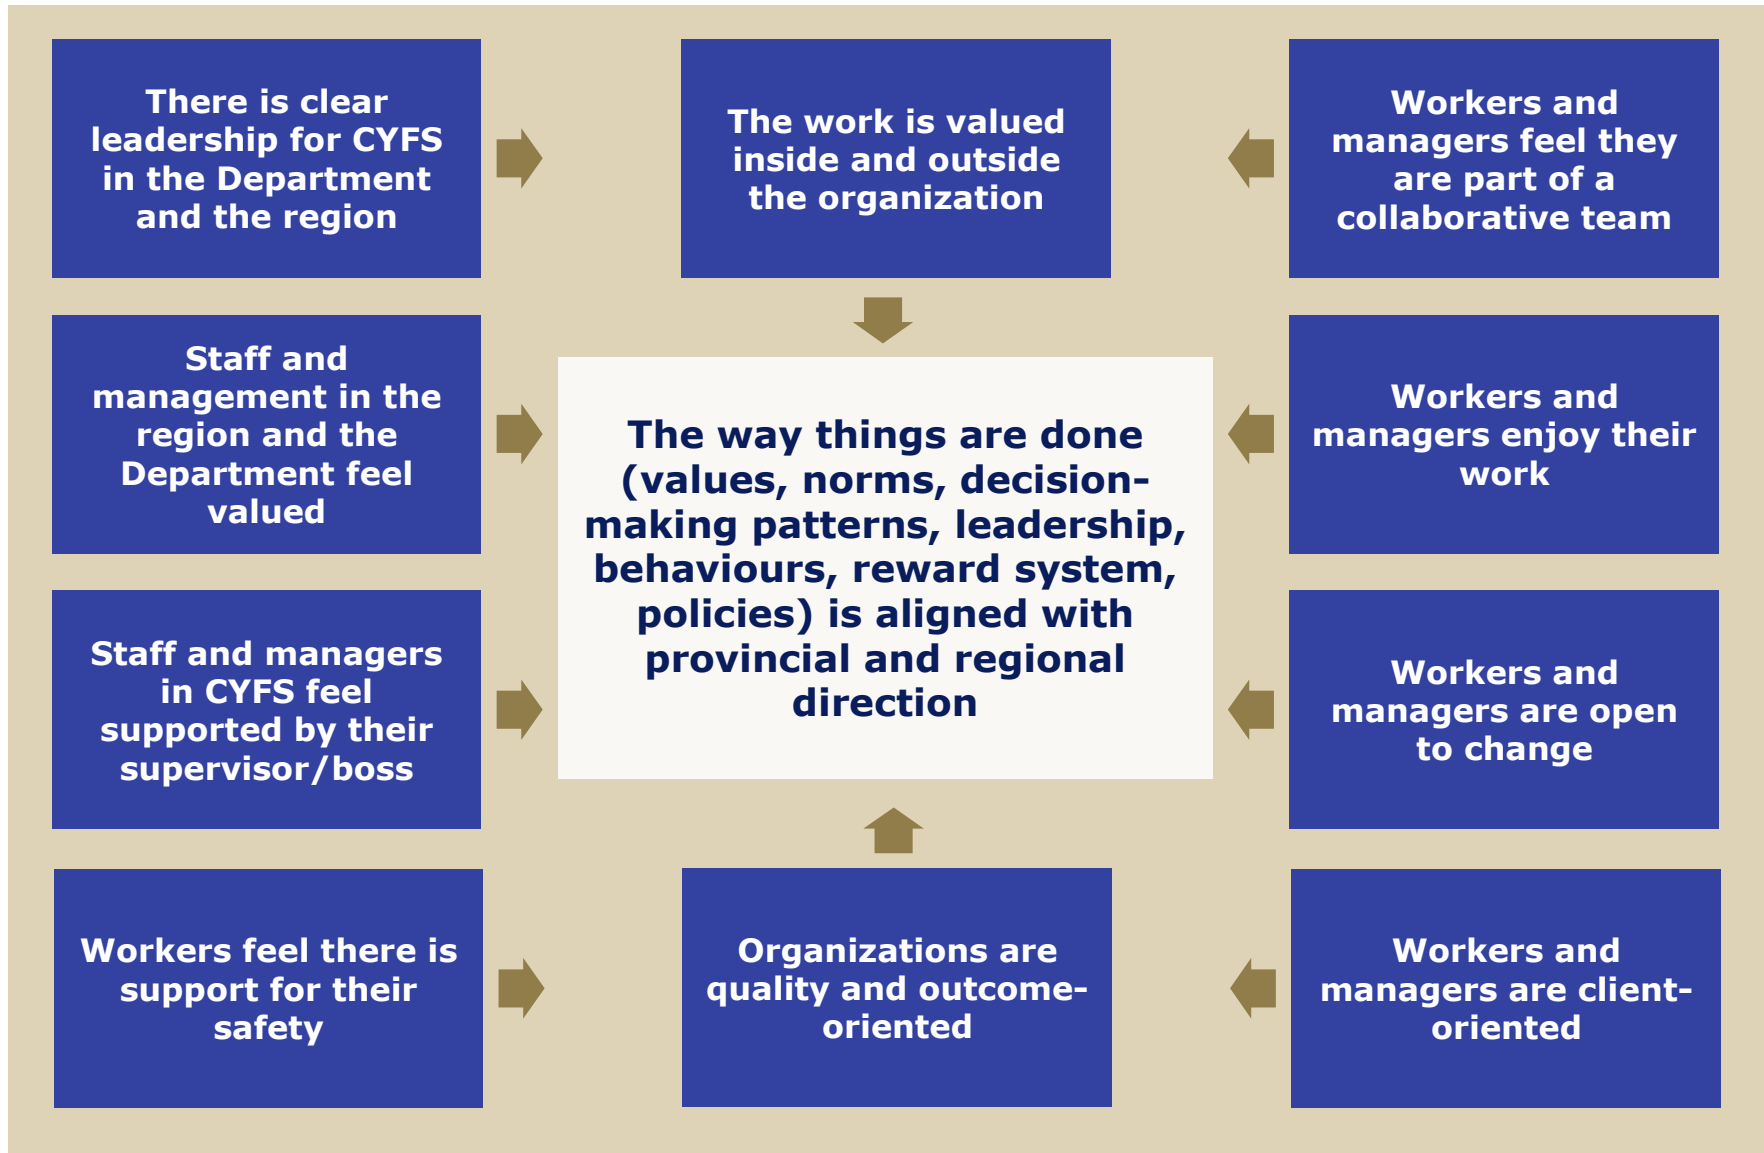 There is clear
leadership for CYFS
in the Department
and the region
The work is valued
inside and outside
the organization
Workers and
managers feel they
are part of a
collaborative team
Staff and
management in the
region and the
Department feel
valued
The way things are done
(values, norms, decision-
making patterns, leadership,
behaviours, reward system,
policies) is aligned with
provincial and regional
direction
Workers and
managers enjoy their
work
Staff and managers
in CYFS feel
supported by their
supervisor/boss
Workers and
managers are open
to change
Workers feel there is
support for their
safety
Organizations are
quality and outcome-
oriented
Workers and
managers are client-
oriented